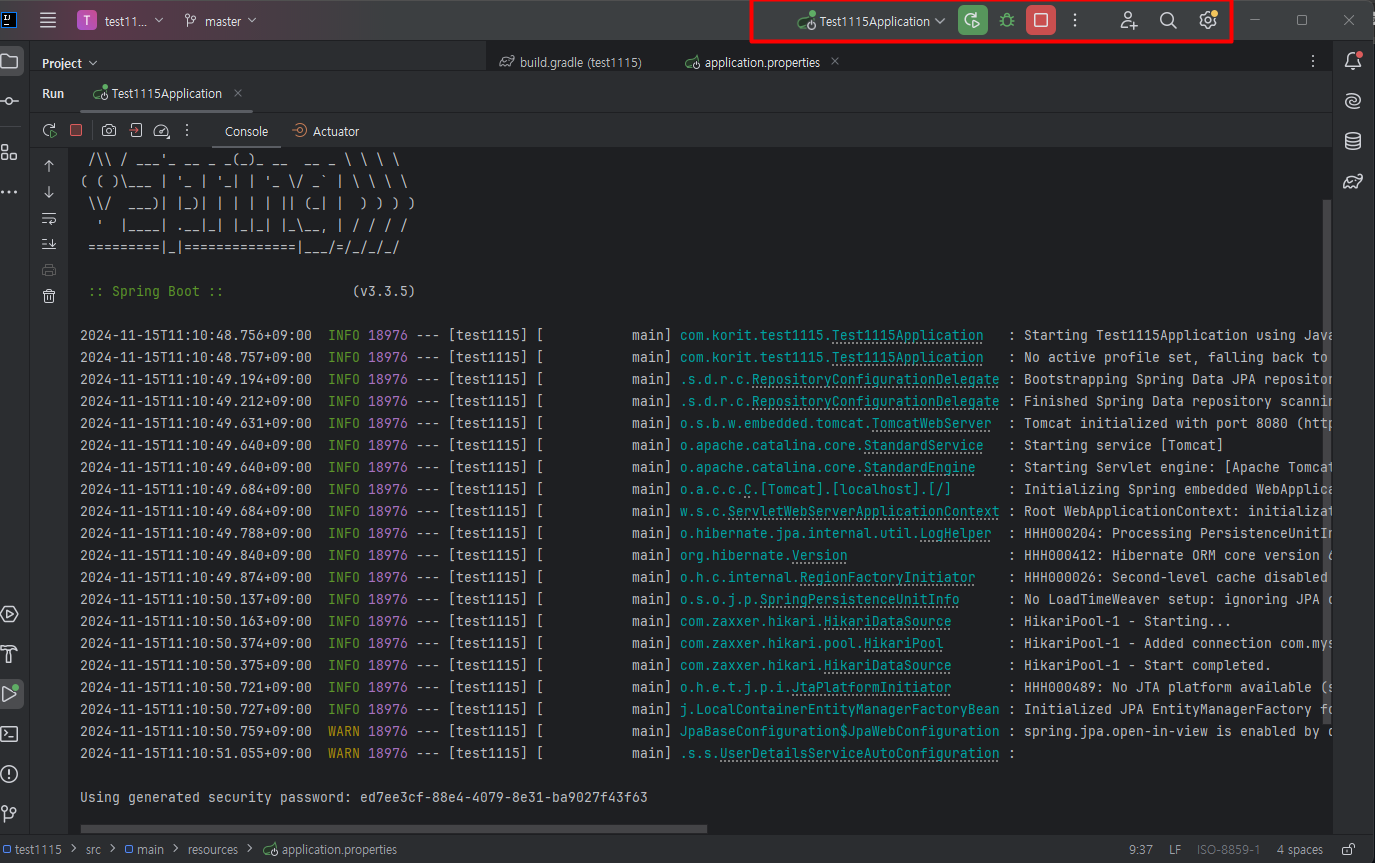 T test11... master Test1115Application
Project build.gradle (test1115) application.properties
Run Test1115Application
Console Actuator
 /\\ / ___'_ __ _ _(_)_ __  __ _ \ \ \ \
( ( )\___ | '_ | '_| | '_ \/ _` | \ \ \ \
 \\/  ___)| |_)| | | | | || (_| |  ) ) ) )
  '  |____| .__|_| |_|_| |_\__, | / / / /
 =========|_|==============|___/=/_/_/_/
 :: Spring Boot ::                (v3.3.5)
2024-11-15T11:10:48.756+09:00  INFO 18976 --- [test1115] [           main] com.korit.test1115.Test1115Application   : Starting Test1115Application using Java
2024-11-15T11:10:48.757+09:00  INFO 18976 --- [test1115] [           main] com.korit.test1115.Test1115Application   : No active profile set, falling back to
2024-11-15T11:10:49.194+09:00  INFO 18976 --- [test1115] [           main] .s.d.r.c.RepositoryConfigurationDelegate : Bootstrapping Spring Data JPA repositor
2024-11-15T11:10:49.212+09:00  INFO 18976 --- [test1115] [           main] .s.d.r.c.RepositoryConfigurationDelegate : Finished Spring Data repository scannin
2024-11-15T11:10:49.631+09:00  INFO 18976 --- [test1115] [           main] o.s.b.w.embedded.tomcat.TomcatWebServer  : Tomcat initialized with port 8080 (http
2024-11-15T11:10:49.640+09:00  INFO 18976 --- [test1115] [           main] o.apache.catalina.core.StandardService   : Starting service [Tomcat]
2024-11-15T11:10:49.640+09:00  INFO 18976 --- [test1115] [           main] o.apache.catalina.core.StandardEngine    : Starting Servlet engine: [Apache Tomcat
2024-11-15T11:10:49.684+09:00  INFO 18976 --- [test1115] [           main] o.a.c.c.C.[Tomcat].[localhost].[/]       : Initializing Spring embedded WebApplica
2024-11-15T11:10:49.684+09:00  INFO 18976 --- [test1115] [           main] w.s.c.ServletWebServerApplicationContext : Root WebApplicationContext: initializat
2024-11-15T11:10:49.788+09:00  INFO 18976 --- [test1115] [           main] o.hibernate.jpa.internal.util.LogHelper  : HHH000204: Processing PersistenceUnitIn
2024-11-15T11:10:49.840+09:00  INFO 18976 --- [test1115] [           main] org.hibernate.Version                    : HHH000412: Hibernate ORM core version 6
2024-11-15T11:10:49.874+09:00  INFO 18976 --- [test1115] [           main] o.h.c.internal.RegionFactoryInitiator    : HHH000026: Second-level cache disabled
2024-11-15T11:10:50.137+09:00  INFO 18976 --- [test1115] [           main] o.s.o.j.p.SpringPersistenceUnitInfo      : No LoadTimeWeaver setup: ignoring JPA c
2024-11-15T11:10:50.163+09:00  INFO 18976 --- [test1115] [           main] com.zaxxer.hikari.HikariDataSource       : HikariPool-1 - Starting...
2024-11-15T11:10:50.374+09:00  INFO 18976 --- [test1115] [           main] com.zaxxer.hikari.pool.HikariPool        : HikariPool-1 - Added connection com.mys
2024-11-15T11:10:50.375+09:00  INFO 18976 --- [test1115] [           main] com.zaxxer.hikari.HikariDataSource       : HikariPool-1 - Start completed.
2024-11-15T11:10:50.721+09:00  INFO 18976 --- [test1115] [           main] o.h.e.t.j.p.i.JtaPlatformInitiator       : HHH000489: No JTA platform available (s
2024-11-15T11:10:50.727+09:00  INFO 18976 --- [test1115] [           main] j.LocalContainerEntityManagerFactoryBean : Initialized JPA EntityManagerFactory fo
2024-11-15T11:10:50.759+09:00  WARN 18976 --- [test1115] [           main] JpaBaseConfiguration$JpaWebConfiguration : spring.jpa.open-in-view is enabled by d
2024-11-15T11:10:51.055+09:00  WARN 18976 --- [test1115] [           main] .s.s.UserDetailsServiceAutoConfiguration :
Using generated security password: ed7ee3cf-88e4-4079-8e31-ba9027f43f63
test1115 > src > main > resources > application.properties 9:37 LF ISO-8859-1 4 spaces